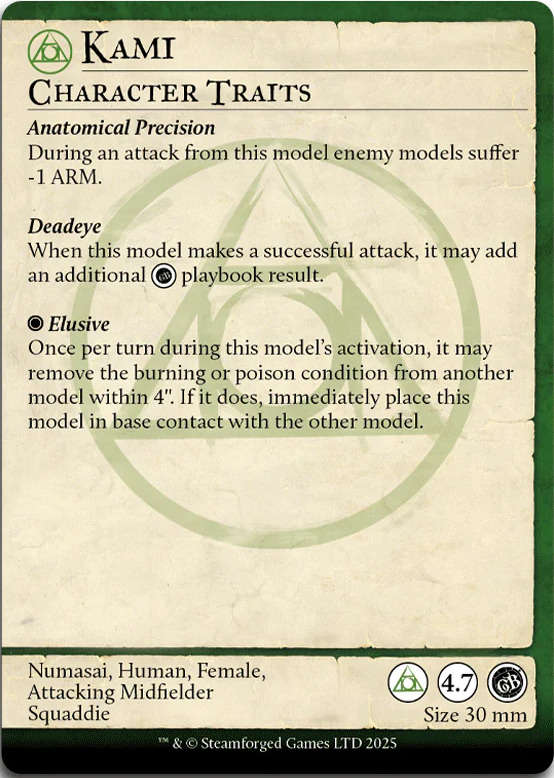 Kami
Character Traits
Anatomical Precision
During an attack from this model enemy models suffer
-1 ARM.
Deadeye
When this model makes a successful attack, it may add
an additional GB playbook result.
Elusive
Once per turn during this model's activation, it may
remove the burning or poison condition from another
model within 4". If it does, immediately place this
model in base contact with the other model.
Numasai, Human, Female,
Attacking Midfielder
Squaddie
4.7
GB
Size 30 mm
™ & © Steamforged Games LTD 2025